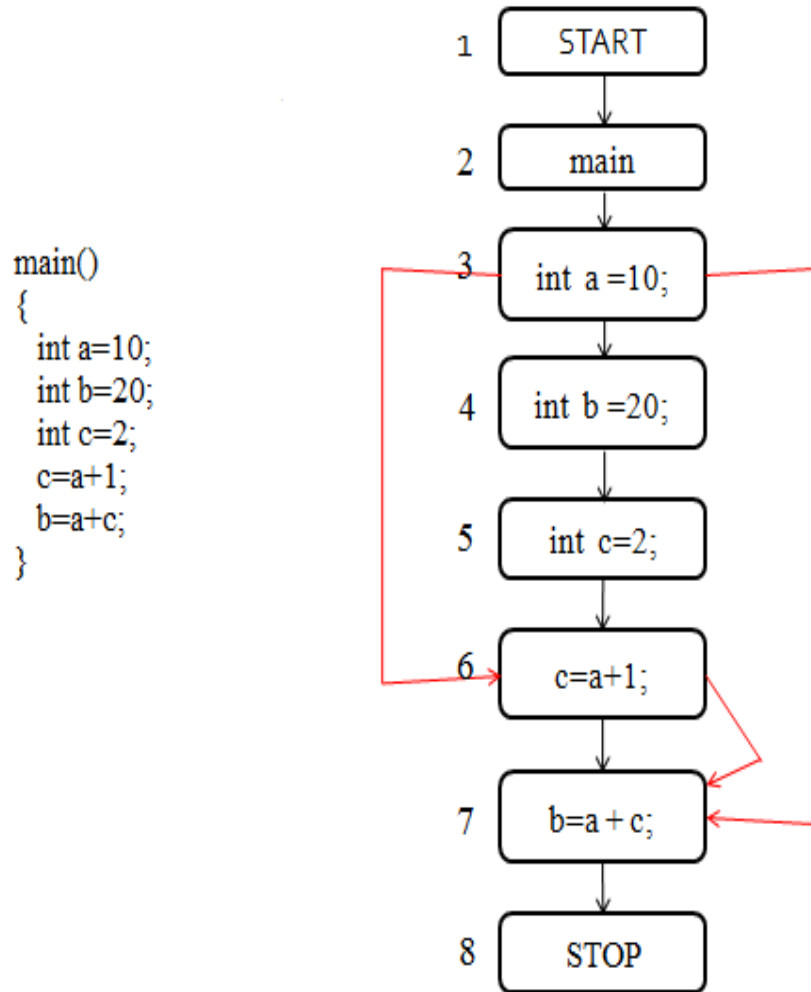 main()
{
int a=10;
int b=20;
int c=2;
c=a+1;
b=a+c;
}
1 START
2 main
3 int a =10;
4 int b =20;
5 int c=2;
6 c=a+1;
7 b=a + c;
8 STOP